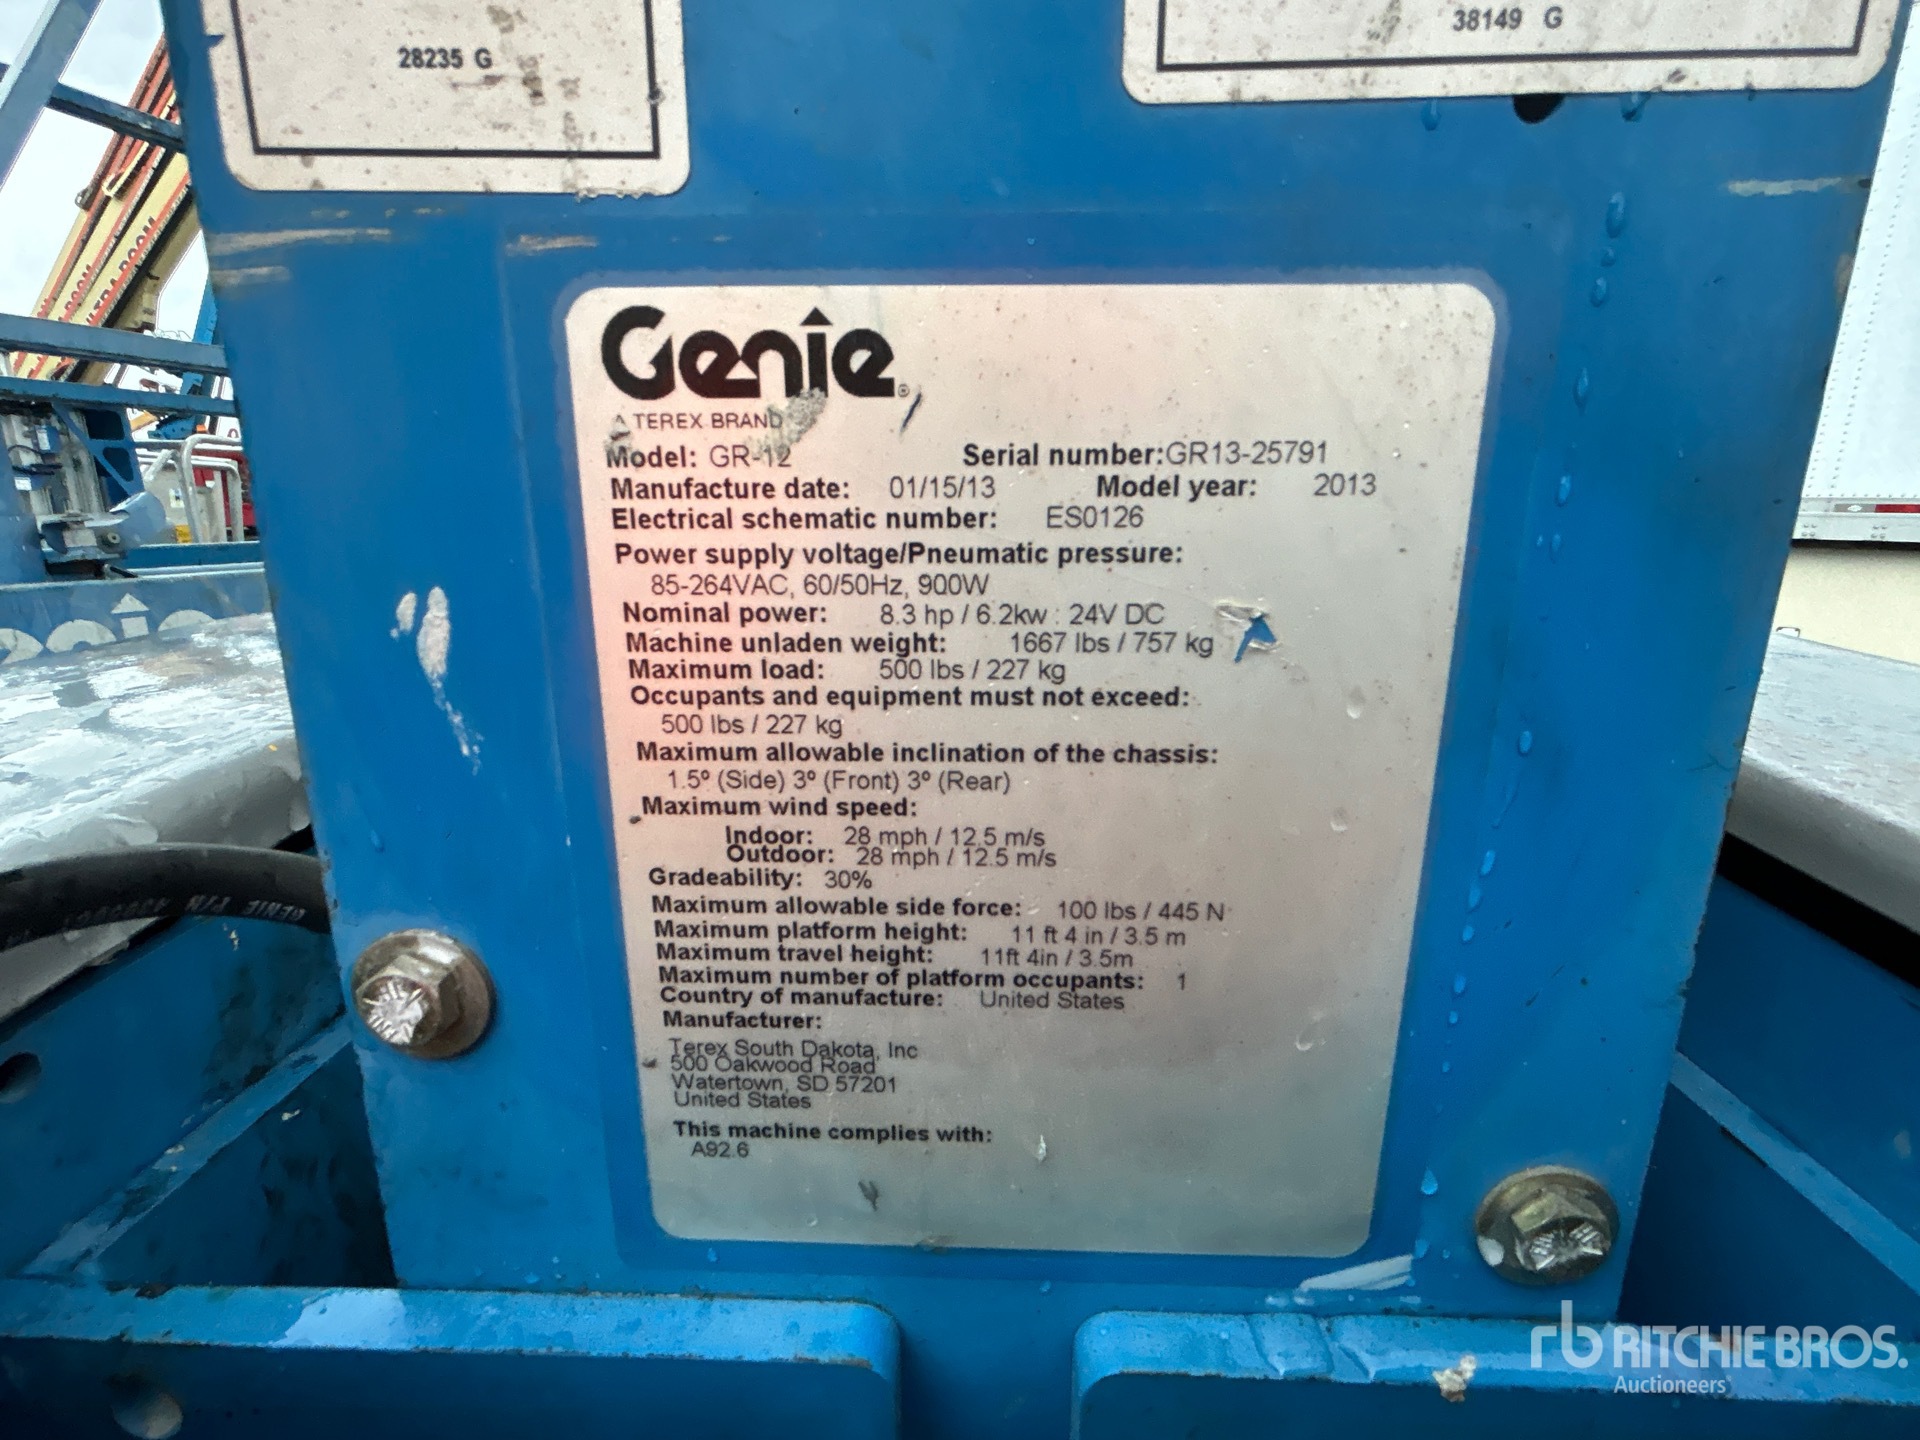 28235 G
38149 G
Genie®
A TEREX BRAND
Model: GR-12 Serial number:GR13-25791
Manufacture date: 01/15/13 Model year: 2013
Electrical schematic number: ES0126
Power supply voltage/Pneumatic pressure:
85-264VAC, 60/50Hz, 900W
Nominal power: 8.3 hp / 6.2kw : 24V DC
Machine unladen weight: 1667 lbs / 757 kg
Maximum load: 500 lbs / 227 kg
Occupants and equipment must not exceed:
500 lbs / 227 kg
Maximum allowable inclination of the chassis:
1.5º (Side) 3º (Front) 3º (Rear)
Maximum wind speed:
Indoor: 28 mph / 12.5 m/s
Outdoor: 28 mph / 12.5 m/s
Gradeability: 30%
Maximum allowable side force: 100 lbs / 445 N
Maximum platform height: 11 ft 4 in / 3.5 m
Maximum travel height: 11ft 4in / 3.5m
Maximum number of platform occupants: 1
Country of manufacture: United States
Manufacturer:
Terex South Dakota, Inc
500 Oakwood Road
Watertown, SD 57201
United States
This machine complies with:
A92.6
GENIE P/N
rb RITCHIE BROS.
Auctioneers